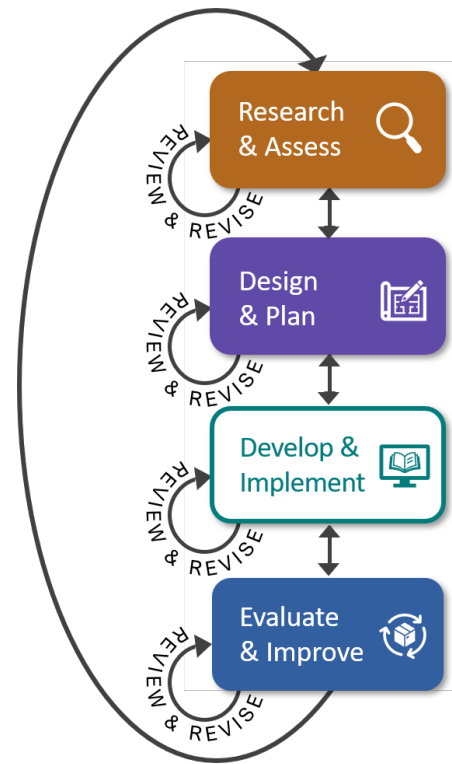 Research
& Assess
REVIEW & REVISE
Design
& Plan
REVIEW & REVISE
Develop &
Implement
REVIEW & REVISE
Evaluate
& Improve
REVIEW & REVISE